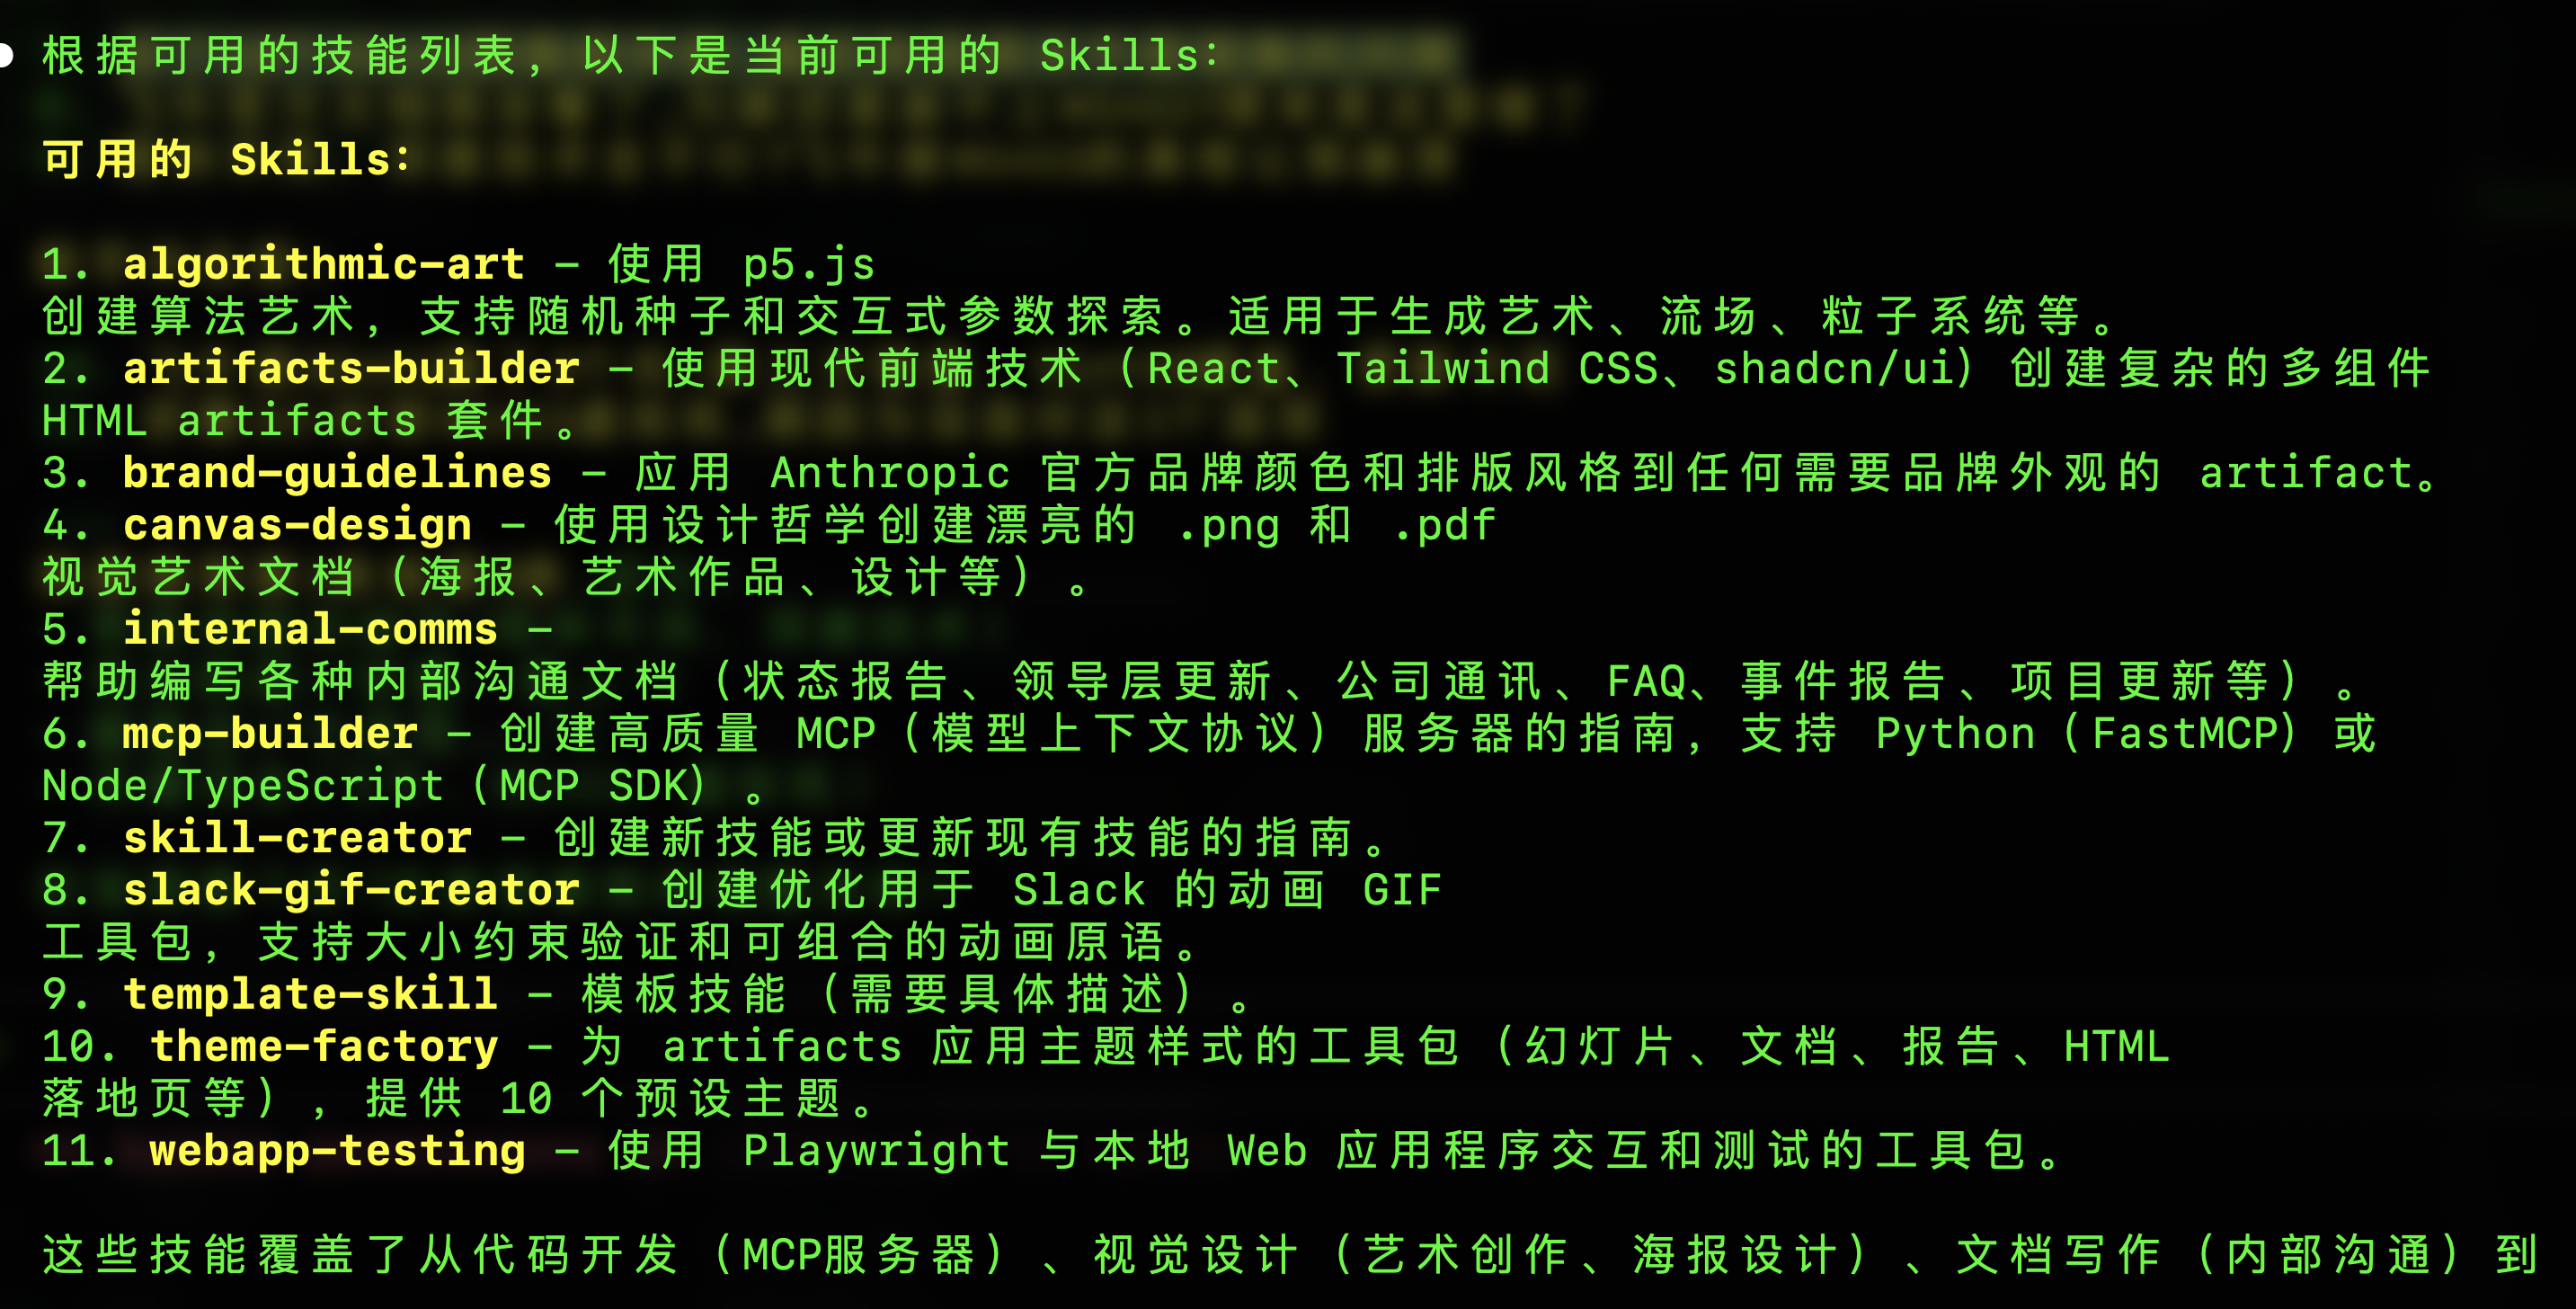 根据可用的技能列表，以下是当前可用的 Skills：
可用的 Skills：
1. algorithmic-art - 使用 p5.js
创建算法艺术，支持随机种子和交互式参数探索。适用于生成艺术、流场、粒子系统等。
2. artifacts-builder - 使用现代前端技术（React、Tailwind CSS、shadcn/ui）创建复杂的多组件
HTML artifacts 套件。
3. brand-guidelines - 应用 Anthropic 官方品牌颜色和排版风格到任何需要品牌外观的 artifact。
4. canvas-design - 使用设计哲学创建漂亮的 .png 和 .pdf
视觉艺术文档（海报、艺术作品、设计等）。
5. internal-comms -
帮助编写各种内部沟通文档（状态报告、领导层更新、公司通讯、FAQ、事件报告、项目更新等）。
6. mcp-builder - 创建高质量 MCP（模型上下文协议）服务器的指南，支持 Python（FastMCP）或
Node/TypeScript（MCP SDK）。
7. skill-creator - 创建新技能或更新现有技能的指南。
8. slack-gif-creator - 创建优化用于 Slack 的动画 GIF
工具包，支持大小约束验证和可组合的动画原语。
9. template-skill - 模板技能（需要具体描述）。
10. theme-factory - 为 artifacts 应用主题样式的工具包（幻灯片、文档、报告、HTML
落地页等），提供 10 个预设主题。
11. webapp-testing - 使用 Playwright 与本地 Web 应用程序交互和测试的工具包。
这些技能覆盖了从代码开发（MCP服务器）、视觉设计（艺术创作、海报设计）、文档写作（内部沟通）到